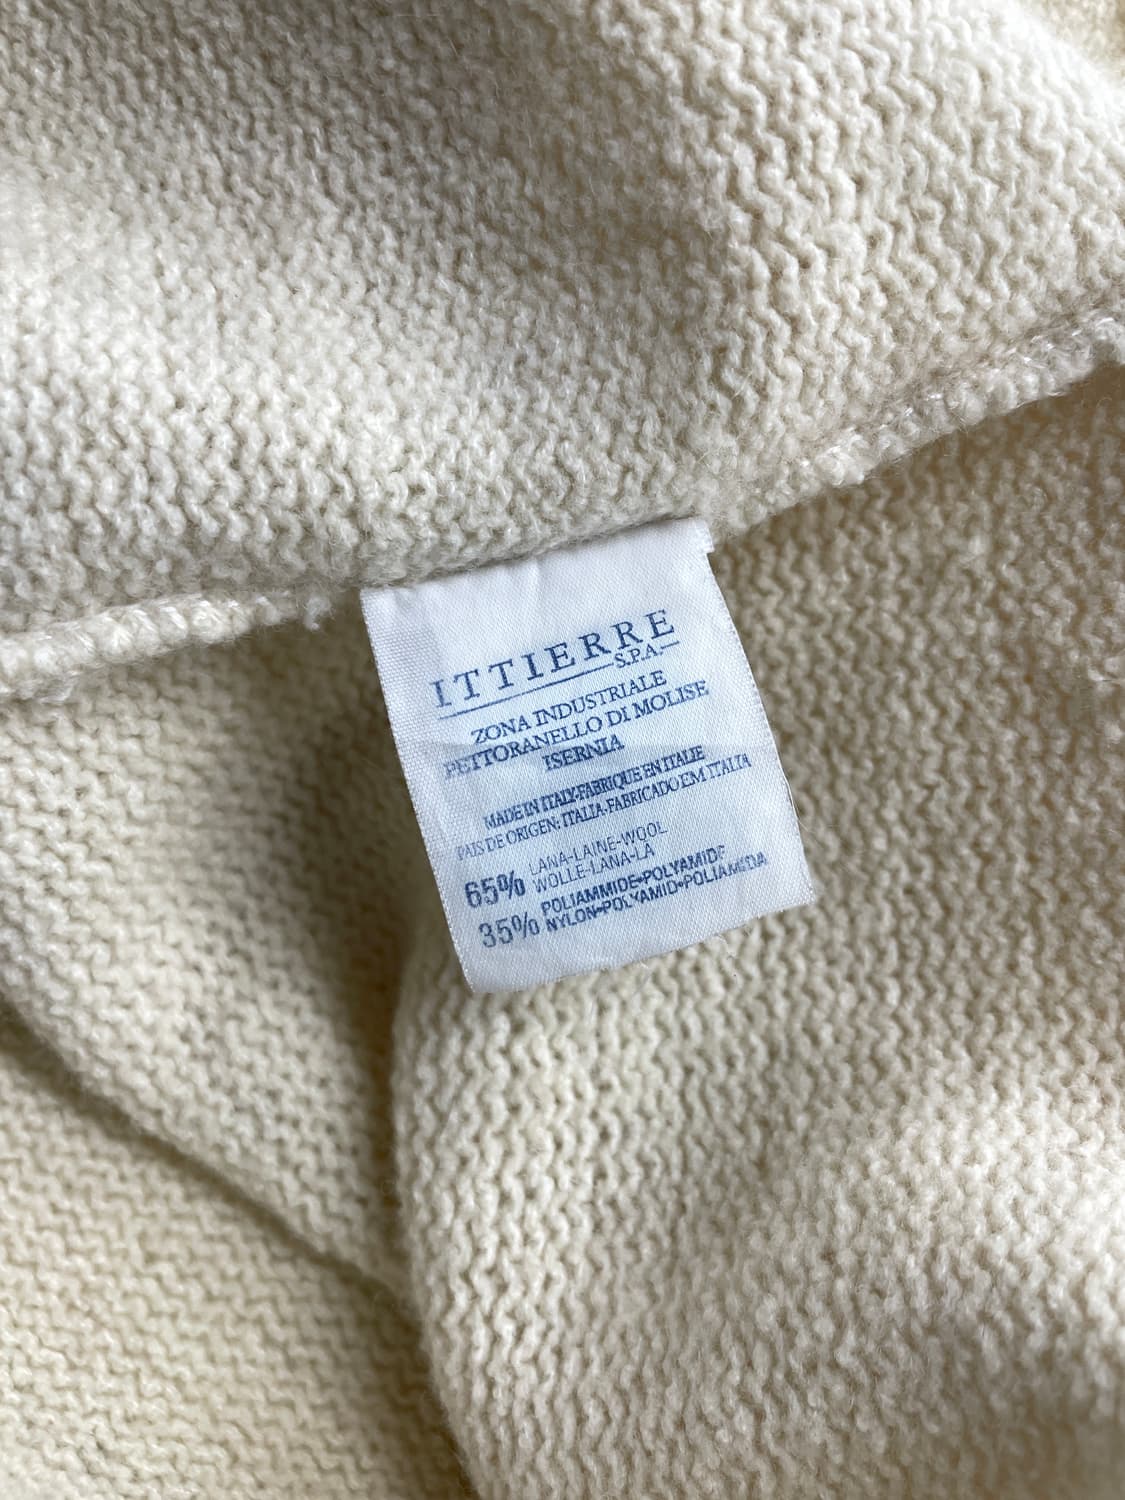 ITTIERRE
S.P.A.
ZONA INDUSTRIALE
PETTORANELLO DI MOLISE
ISERNIA
MADE IN ITALY-FABRIQUE EN ITALIE
PAIS DE ORIGEN: ITALIA-FABRICADO EM ITALIA
65% LANA-LAINE-WOOL
WOLLE-LANA-LA
35% POLIAMMIDE-POLYAMIDE
NYLON-POLYAMID-POLIAMEDA